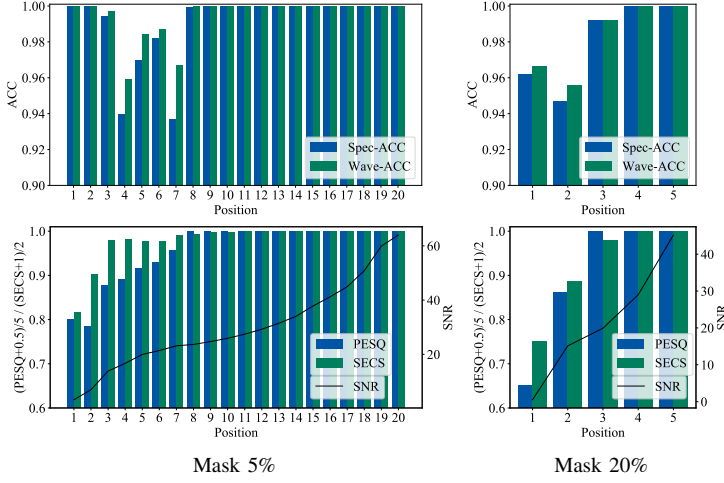 1.00
0.98
0.96
0.94
0.92
0.90
ACC
Spec-ACC
Wave-ACC
1 2 3 4 5 6 7 8 9 10 11 12 13 14 15 16 17 18 19 20
Position
1.00
0.98
0.96
0.94
0.92
0.90
ACC
Spec-ACC
Wave-ACC
1 2 3 4 5
Position
1.0
0.9
0.8
0.7
0.6
(PESQ+0.5)/5 / (SECS+1)/2
60
40
20
SNR
PESQ
SECS
SNR
1 2 3 4 5 6 7 8 9 10 11 12 13 14 15 16 17 18 19 20
Position
1.0
0.9
0.8
0.7
0.6
(PESQ+0.5)/5 / (SECS+1)/2
40
30
20
10
0
SNR
PESQ
SECS
SNR
1 2 3 4 5
Position
Mask 5%
Mask 20%